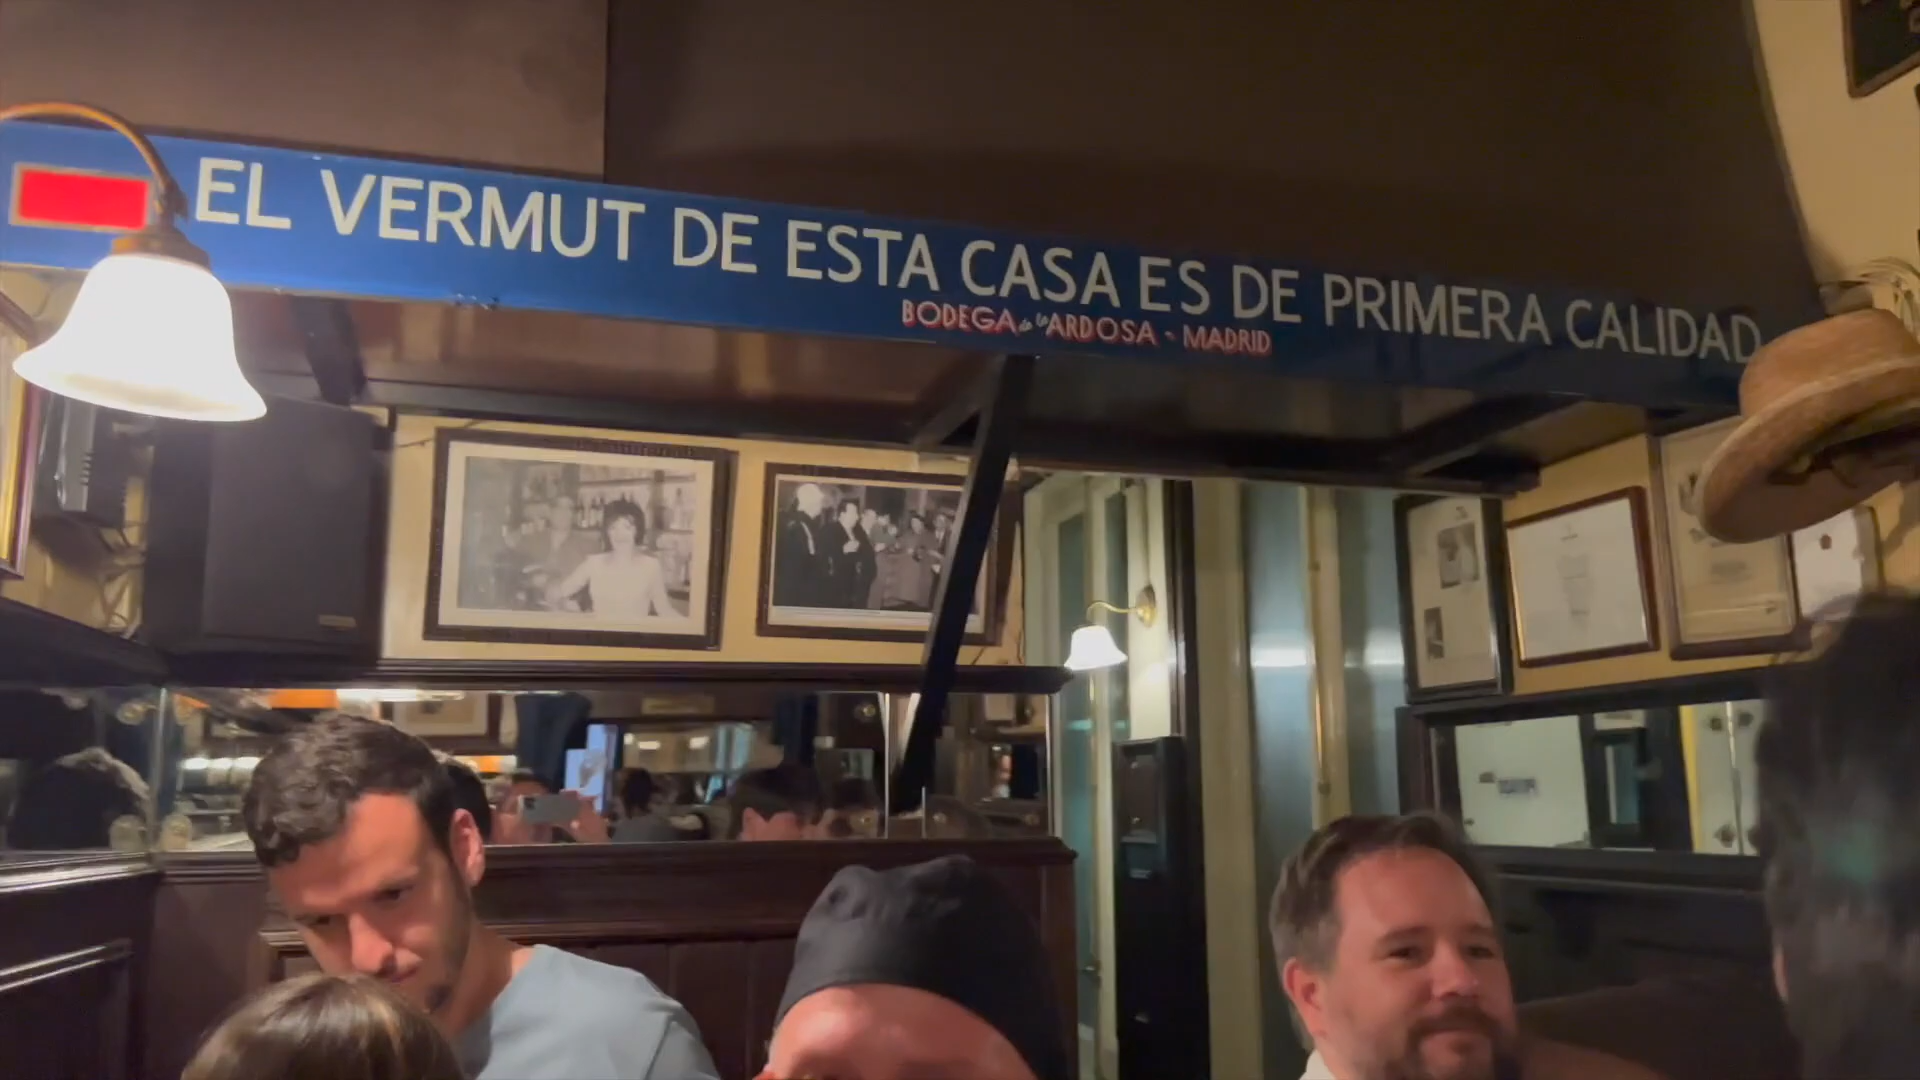 EL VERMUT DE ESTA CASA ES DE PRIMERA CALIDAD
BODEGA de la ARDOSA - MADRID